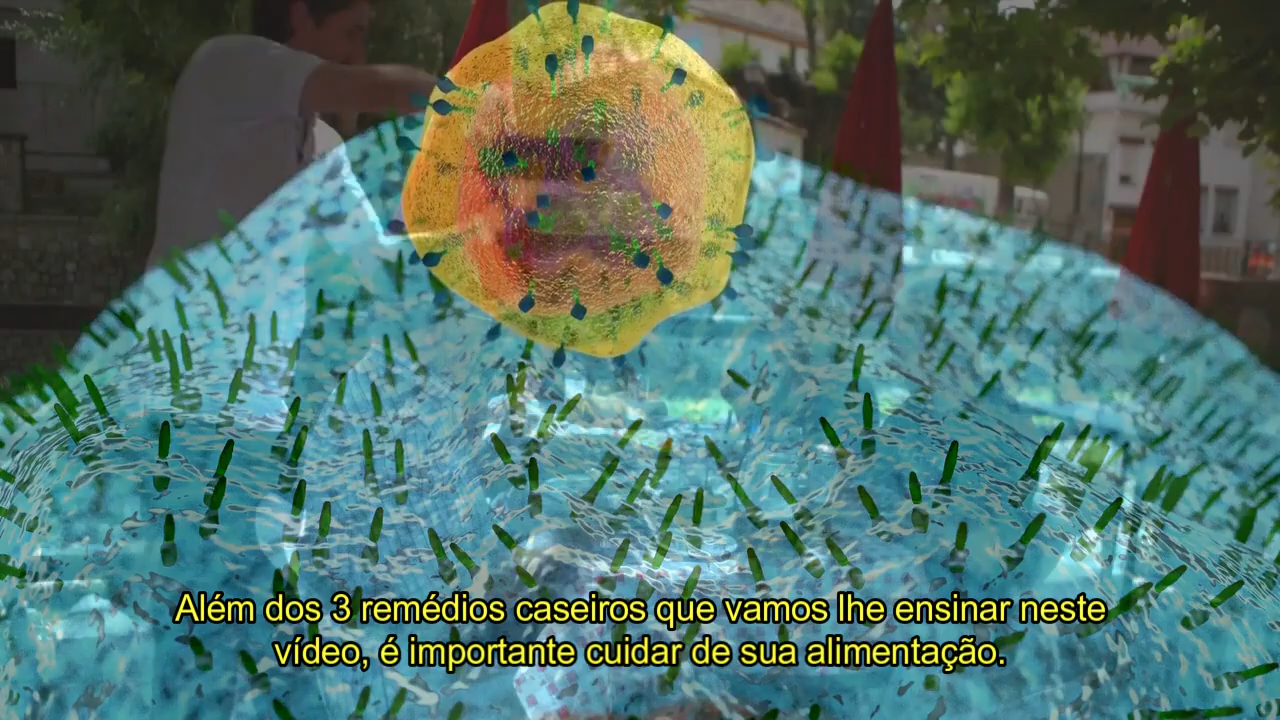 Além dos 3 remédios caseiros que vamos lhe ensinar neste
vídeo, é importante cuidar de sua alimentação.